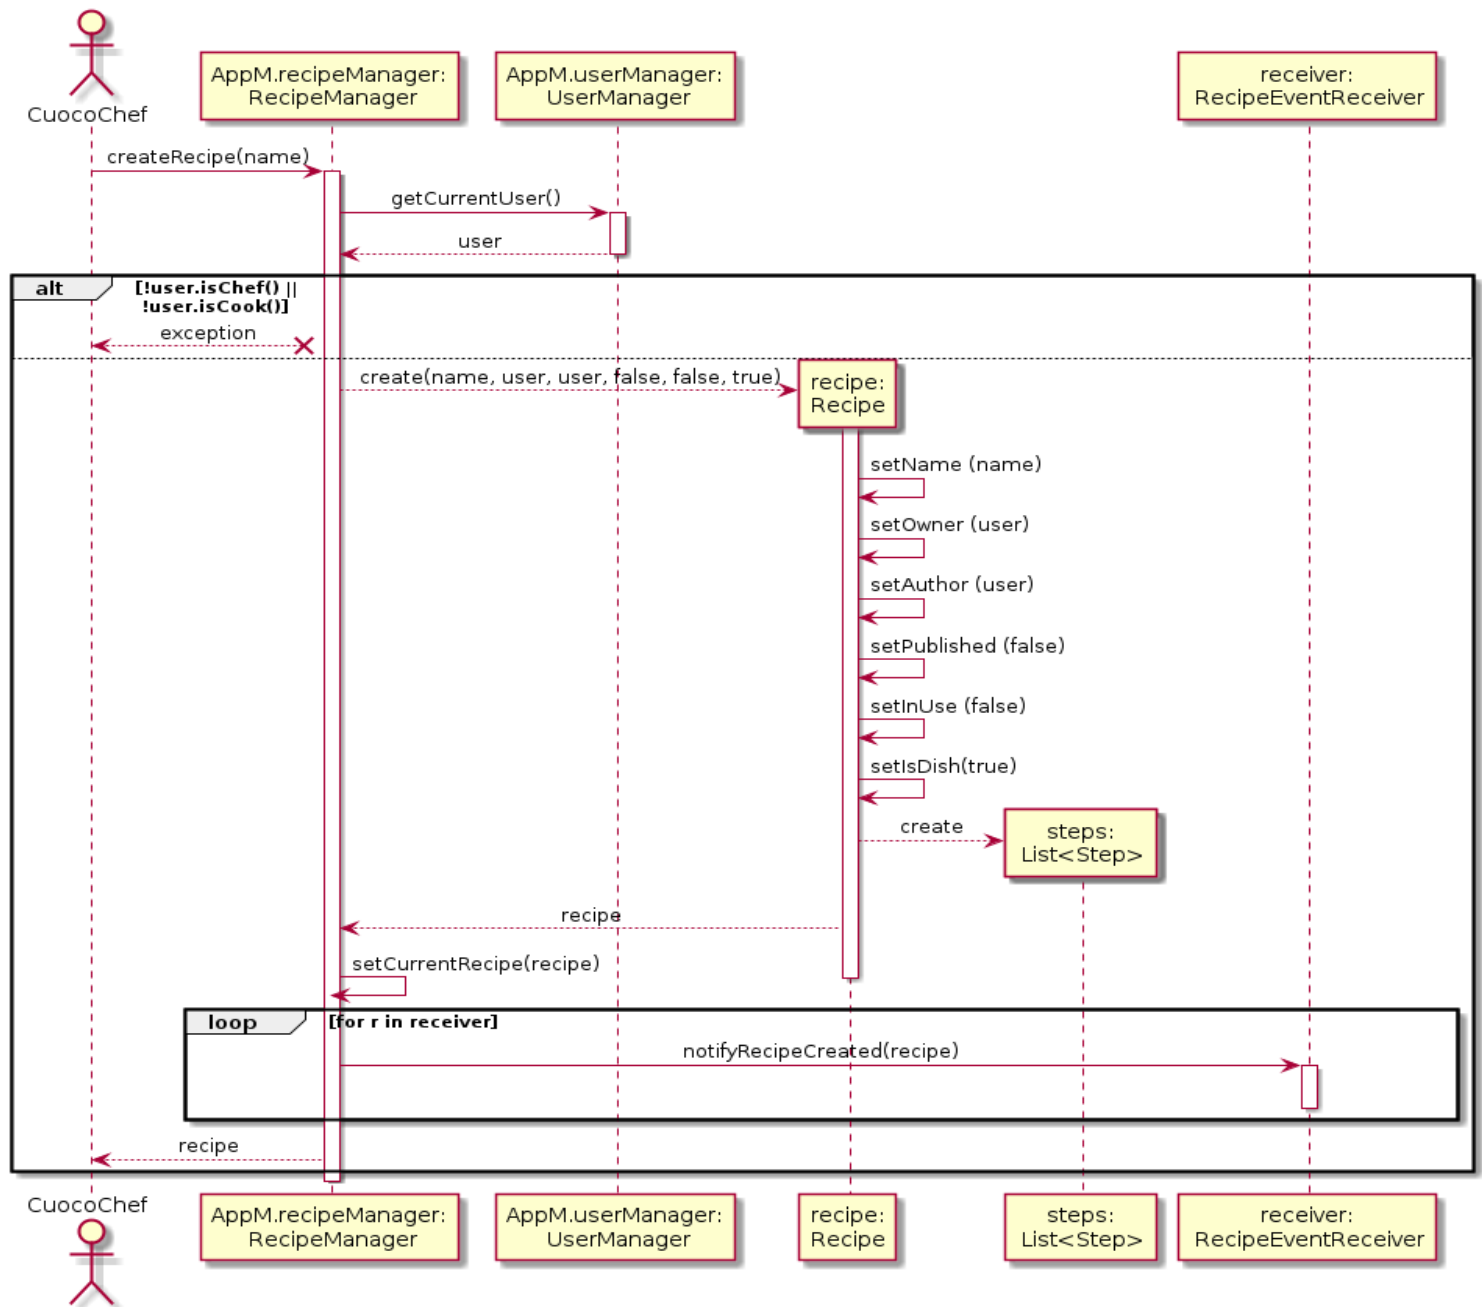 CuocoChef
AppM.recipeManager:
RecipeManager
AppM.userManager:
UserManager
receiver:
RecipeEventReceiver
createRecipe(name)
getCurrentUser()
user
alt
[!user.isChef() ||
!user.isCook()]
exception
create(name, user, user, false, false, true)
recipe:
Recipe
setName (name)
setOwner (user)
setAuthor (user)
setPublished (false)
setInUse (false)
setIsDish(true)
create
steps:
List<Step>
recipe
setCurrentRecipe(recipe)
loop
[for r in receiver]
notifyRecipeCreated(recipe)
recipe
CuocoChef
AppM.recipeManager:
RecipeManager
AppM.userManager:
UserManager
recipe:
Recipe
steps:
List<Step>
receiver:
RecipeEventReceiver